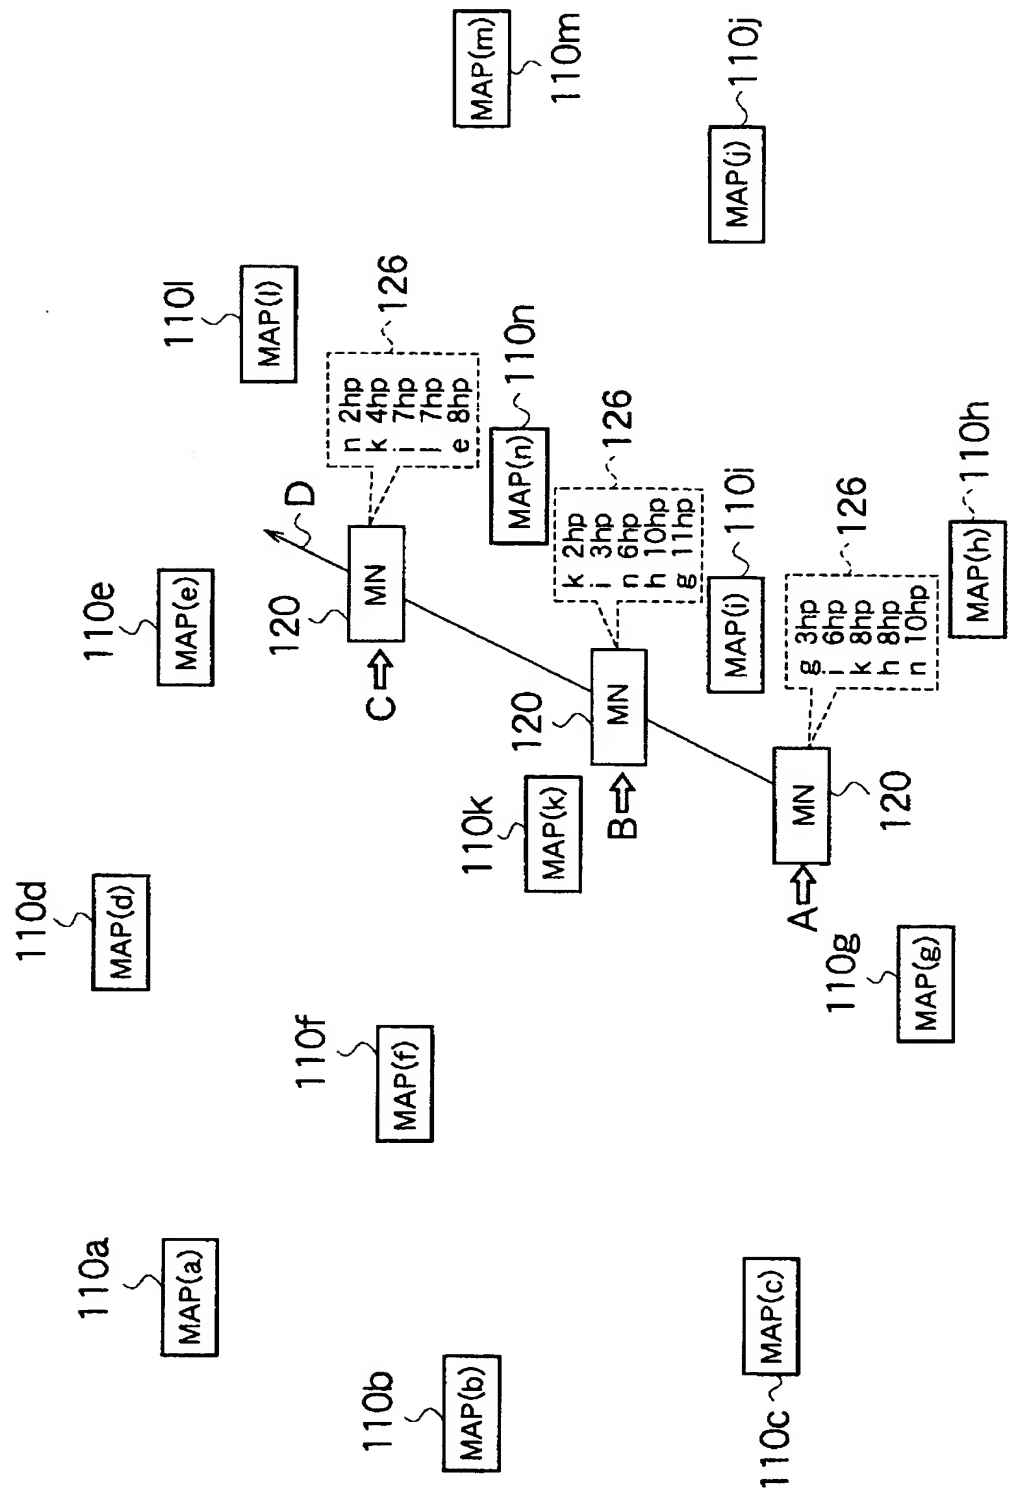 110d
MAP(d)
110a
MAP(a)
110e
MAP(e)
110l
MAP(l)
110f
MAP(f)
110b
MAP(b)
D
120
C
MN
n 2hp
k 4hp
i 7hp
l 7hp
e 8hp
126
110m
MAP(m)
110k
MAP(k)
110n
MAP(n)
120
B
MN
k 2hp
i 3hp
n 6hp
h 10hp
g 11hp
126
110i
MAP(i)
110j
MAP(j)
110c
MAP(c)
A
MN
120
g 3hp
i 6hp
k 8hp
h 8hp
n 10hp
126
110g
MAP(g)
110h
MAP(h)